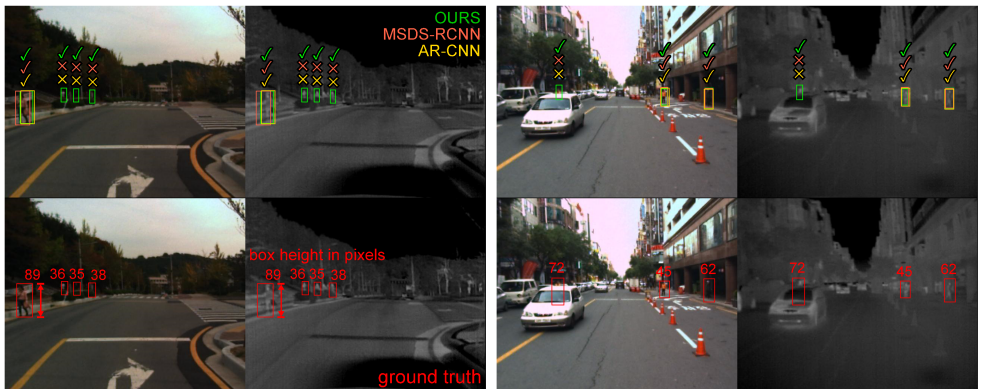 OURS
MSDS-RCNN
AR-CNN
box height in pixels
89 36 35 38
89 36 35 38
72 45 62
72 45 62
ground truth